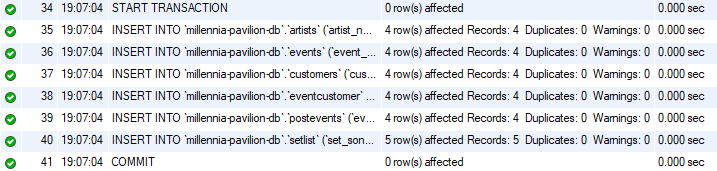 34 19:07:04 START TRANSACTION 0 row(s) affected 0.000 sec
35 19:07:04 INSERT INTO `millennia-pavilion-db`.`artists` (`artist_n... 4 row(s) affected Records: 4 Duplicates: 0 Warnings: 0 0.000 sec
36 19:07:04 INSERT INTO `millennia-pavilion-db`.`events` (`event_... 4 row(s) affected Records: 4 Duplicates: 0 Warnings: 0 0.000 sec
37 19:07:04 INSERT INTO `millennia-pavilion-db`.`customers` (`cus... 4 row(s) affected Records: 4 Duplicates: 0 Warnings: 0 0.000 sec
38 19:07:04 INSERT INTO `millennia-pavilion-db`.`eventcustomer` ... 4 row(s) affected Records: 4 Duplicates: 0 Warnings: 0 0.000 sec
39 19:07:04 INSERT INTO `millennia-pavilion-db`.`postevents` (`ev... 4 row(s) affected Records: 4 Duplicates: 0 Warnings: 0 0.000 sec
40 19:07:04 INSERT INTO `millennia-pavilion-db`.`setlist` (`set_son... 5 row(s) affected Records: 5 Duplicates: 0 Warnings: 0 0.000 sec
41 19:07:04 COMMIT 0 row(s) affected 0.000 sec